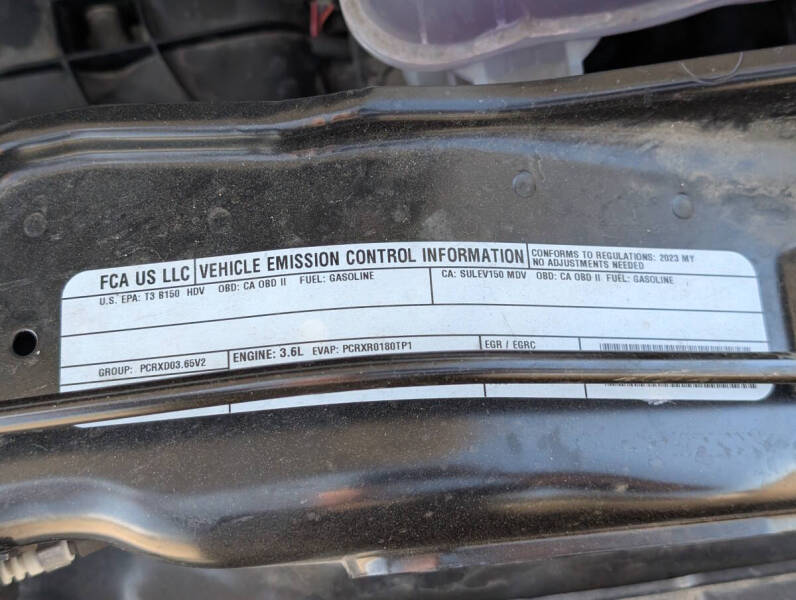 FCA US LLC VEHICLE EMISSION CONTROL INFORMATION
CONFORMS TO REGULATIONS: 2023 MY
NO ADJUSTMENTS NEEDED
U.S. EPA: T3 B150 HDV OBD: CA OBD II FUEL: GASOLINE
CA: SULEV150 MDV OBD: CA OBD II FUEL: GASOLINE
GROUP: PCRXD03.65V2
ENGINE: 3.6L EVAP: PCRXR0180TP1
EGR / EGRC